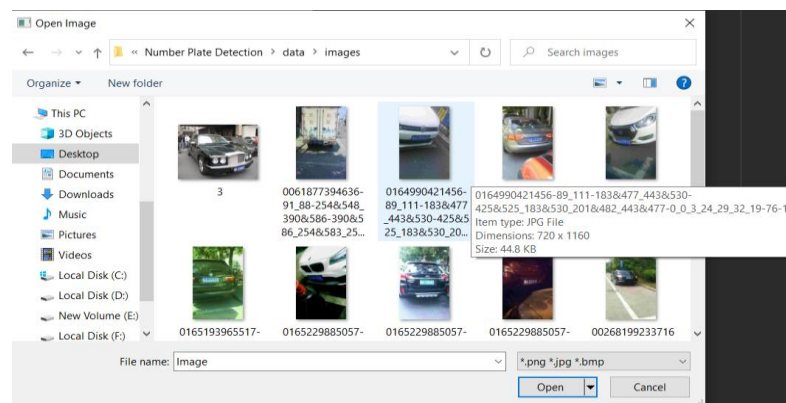 Open Image
« Number Plate Detection > data > images
Search images
Organize
New folder
This PC
3D Objects
Desktop
Documents
Downloads
Music
Pictures
Videos
Local Disk (C:)
Local Disk (D:)
New Volume (E:)
Local Disk (F:)
3
0061877394636-
91_88-254&548_
390&586-390&5
86_254&583_25...
0164990421456-
89_111-183&477
_443&530-425&5
25_183&530_20...
0164990421456-89_111-183&477_443&530-
425&525_183&530_201&482_443&477-0_0_3_24_29_32_19-76-1
Item type: JPG File
Dimensions: 720 x 1160
Size: 44.8 KB
0165193965517-
0165229885057-
0165229885057-
0165229885057-
00268199233716
File name: Image
*.png *.jpg *.bmp
Open
Cancel